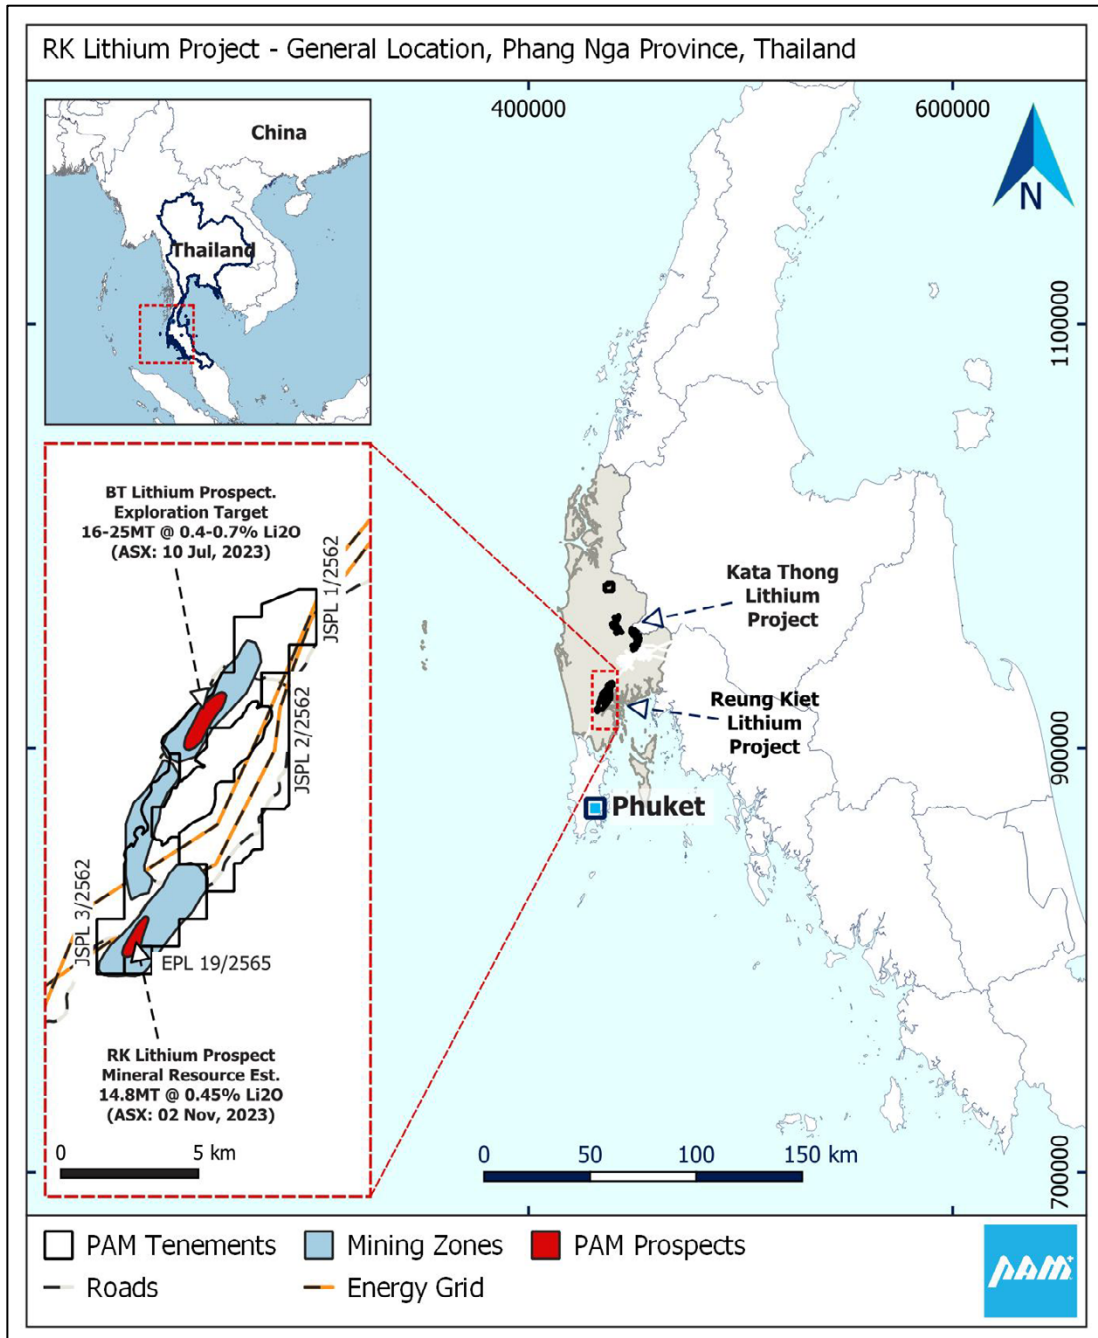 RK Lithium Project - General Location, Phang Nga Province, Thailand
400000
600000
N
China
Thailand
1100000
900000
700000
BT Lithium Prospect.
Exploration Target
16-25MT @ 0.4-0.7% Li2O
(ASX: 10 Jul, 2023)
JSPL 1/2562
JSPL 2/2562
JSPL 3/2562
EPL 19/2565
RK Lithium Prospect
Mineral Resource Est.
14.8MT @ 0.45% Li2O
(ASX: 02 Nov, 2023)
0 5 km
Kata Thong
Lithium
Project
Reung Kiet
Lithium
Project
Phuket
0 50 100 150 km
PAM Tenements
Mining Zones
PAM Prospects
Roads
Energy Grid
PAM+